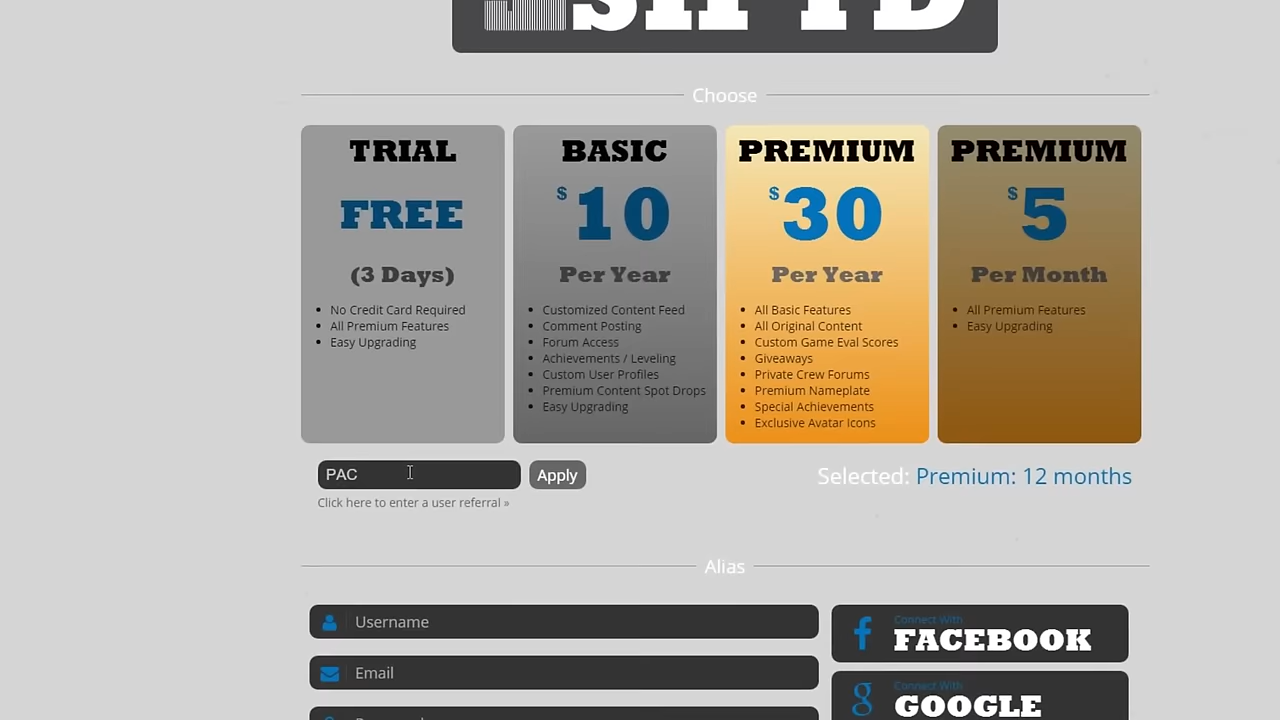 Choose
TRIAL
FREE
(3 Days)
No Credit Card Required
All Premium Features
Easy Upgrading
BASIC
$10
Per Year
Customized Content Feed
Comment Posting
Forum Access
Achievements / Leveling
Custom User Profiles
Premium Content Spot Drops
Easy Upgrading
PREMIUM
$30
Per Year
All Basic Features
All Original Content
Custom Game Eval Scores
Giveaways
Private Crew Forums
Premium Nameplate
Special Achievements
Exclusive Avatar Icons
PREMIUM
$5
Per Month
All Premium Features
Easy Upgrading
PAC
Apply
Selected: Premium: 12 months
Click here to enter a user referral »
Alias
Username
Email
Connect With
FACEBOOK
Connect With
GOOGLE